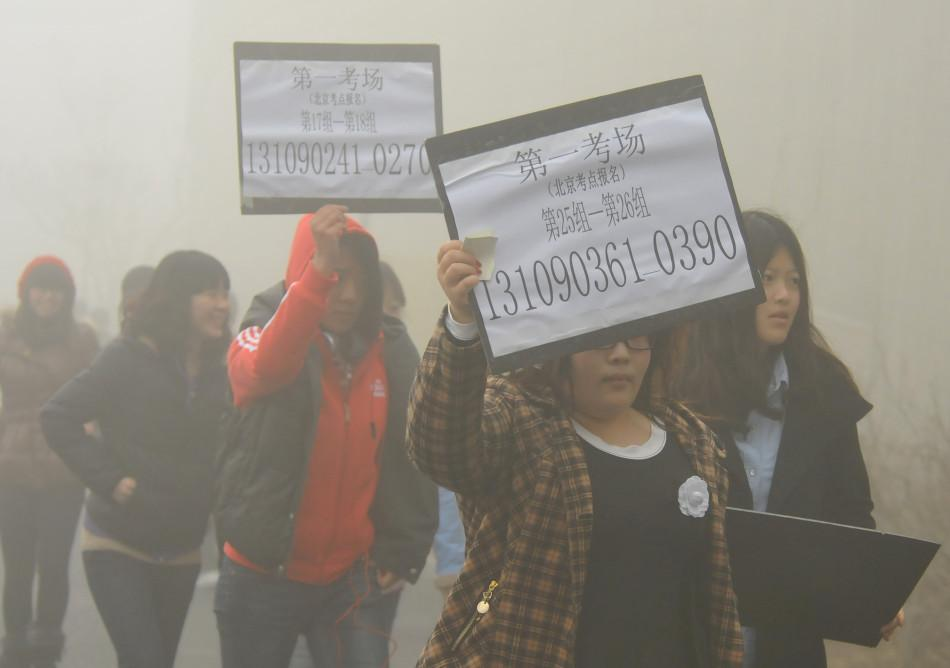 第一考场
(北京考点报名)
第17组—第18组
131090241_0270
第一考场
(北京考点报名)
第25组—第26组
131090361_0390